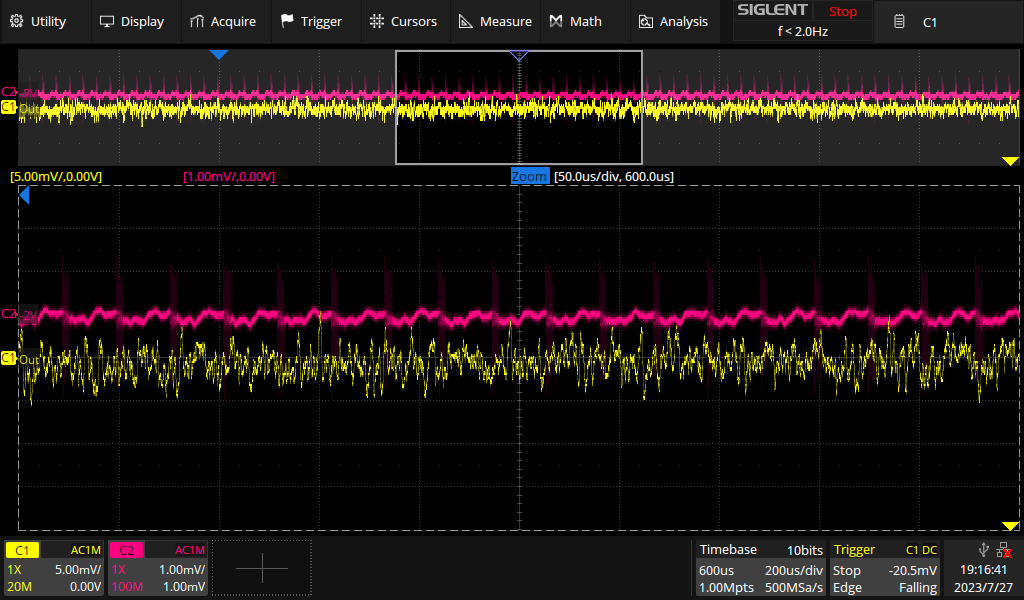 Utility Display Acquire Trigger Cursors Measure Math Analysis SIGLENT Stop C1
f < 2.0Hz
C2
C1 Out
[5.00mV/,0.00V] [1.00mV/,0.00V] Zoom [50.0us/div, 600.0us]
C2
C1 Out
C1 AC1M C2 AC1M Timebase 10bits Trigger C1 DC
1X 5.00mV/ 1X 1.00mV/ 600us 200us/div Stop -20.5mV 19:16:41
20M 0.00V 100M 1.00mV 1.00Mpts 500MSa/s Edge Falling 2023/7/27